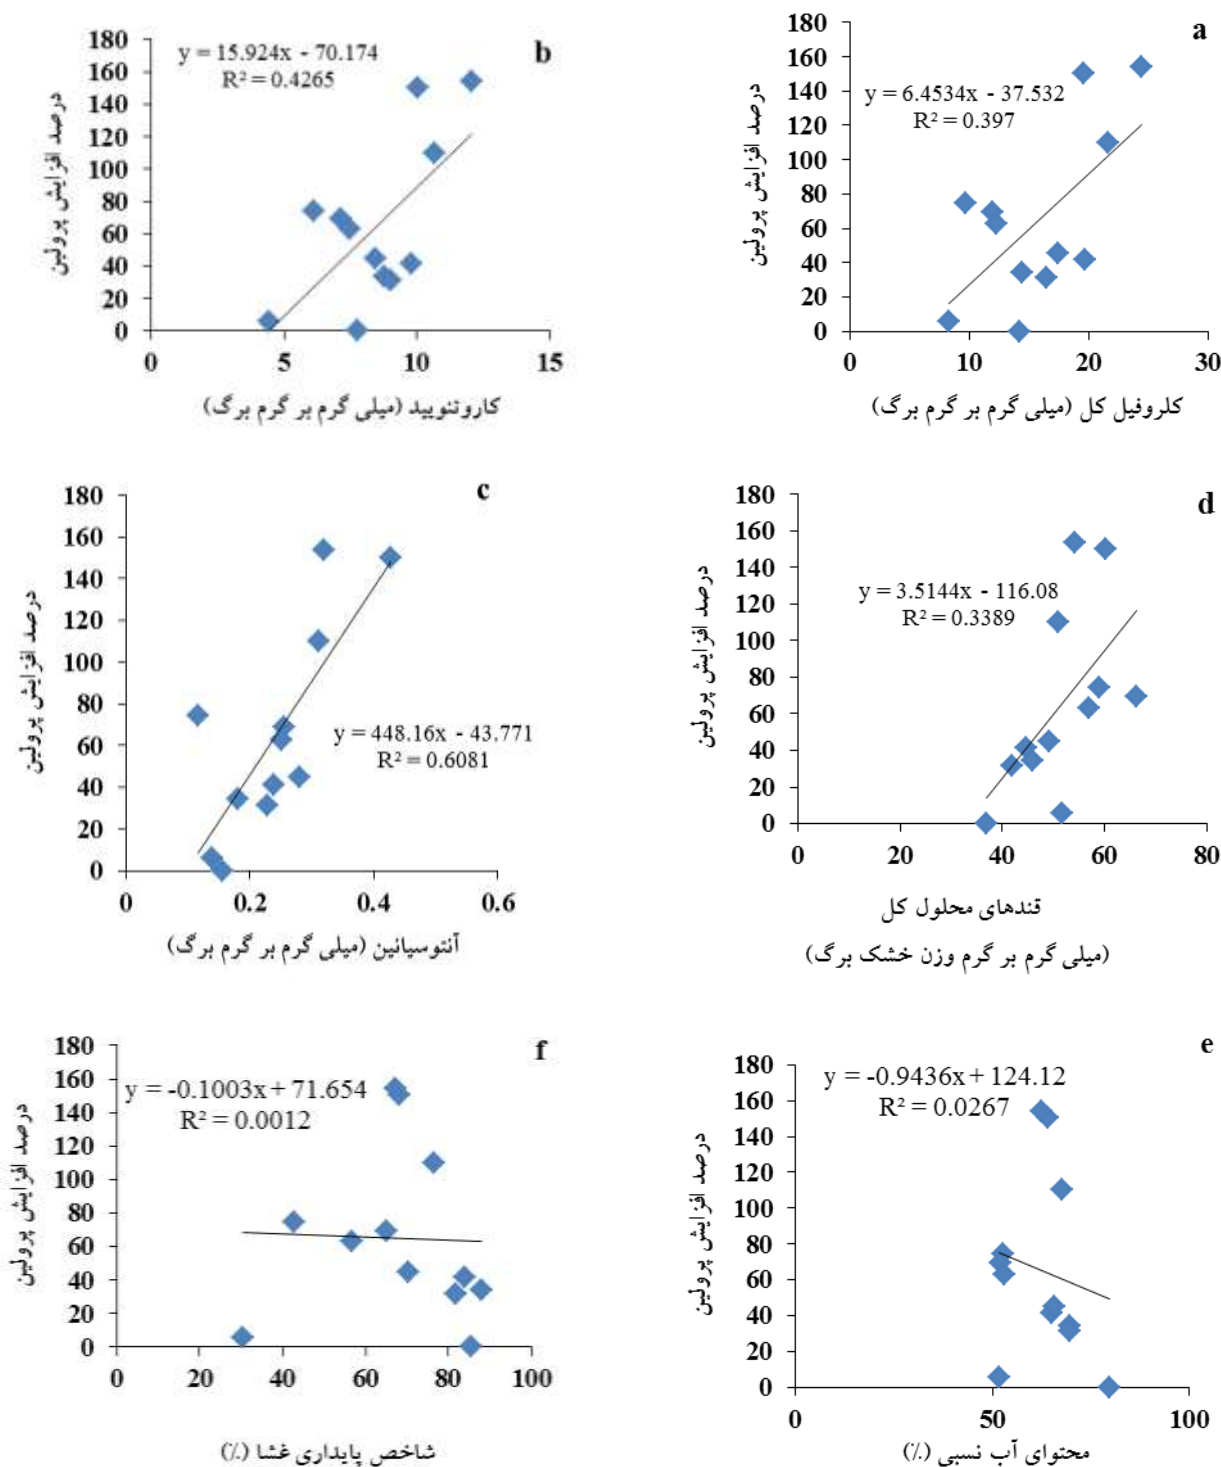 b
y = 15.924x - 70.174
R² = 0.4265
درصد افزایش پرولین
180
160
140
120
100
80
60
40
20
0
0 5 10 15
کاروتنویید (میلی گرم بر گرم برگ)
a
y = 6.4534x - 37.532
R² = 0.397
درصد افزایش پرولین
180
160
140
120
100
80
60
40
20
0
0 10 20 30
کلروفیل کل (میلی گرم بر گرم برگ)
c
y = 448.16x - 43.771
R² = 0.6081
درصد افزایش پرولین
180
160
140
120
100
80
60
40
20
0
0 0.2 0.4 0.6
آنتوسیانین (میلی گرم بر گرم برگ)
d
y = 3.5144x - 116.08
R² = 0.3389
درصد افزایش پرولین
180
160
140
120
100
80
60
40
20
0
0 20 40 60 80
قندهای محلول کل
(میلی گرم بر گرم وزن خشک برگ)
f
y = -0.1003x + 71.654
R² = 0.0012
درصد افزایش پرولین
180
160
140
120
100
80
60
40
20
0
0 20 40 60 80 100
شاخص پایداری غشا (٪)
e
y = -0.9436x + 124.12
R² = 0.0267
درصد افزایش پرولین
180
160
140
120
100
80
60
40
20
0
0 50 100
محتوای آب نسبی (٪)